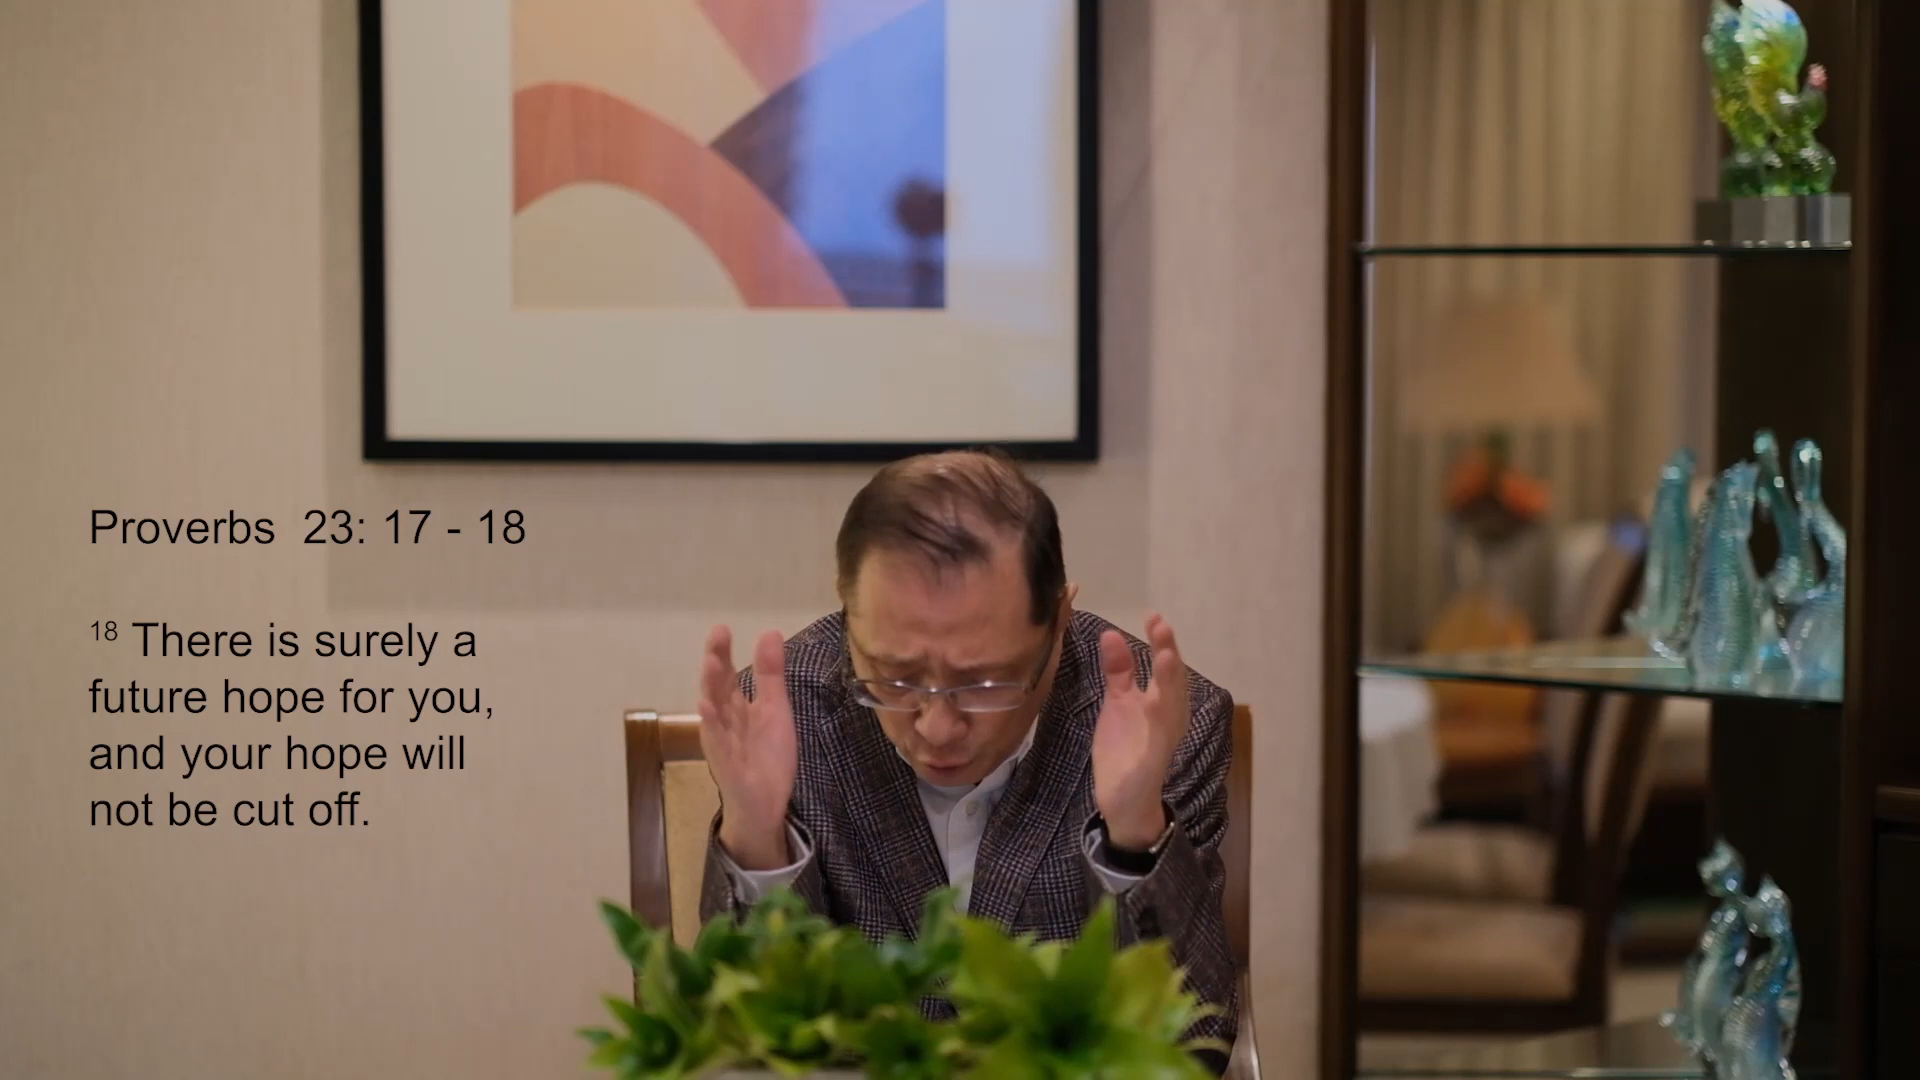 Proverbs  23: 17 - 18
18 There is surely a
future hope for you,
and your hope will
not be cut off.